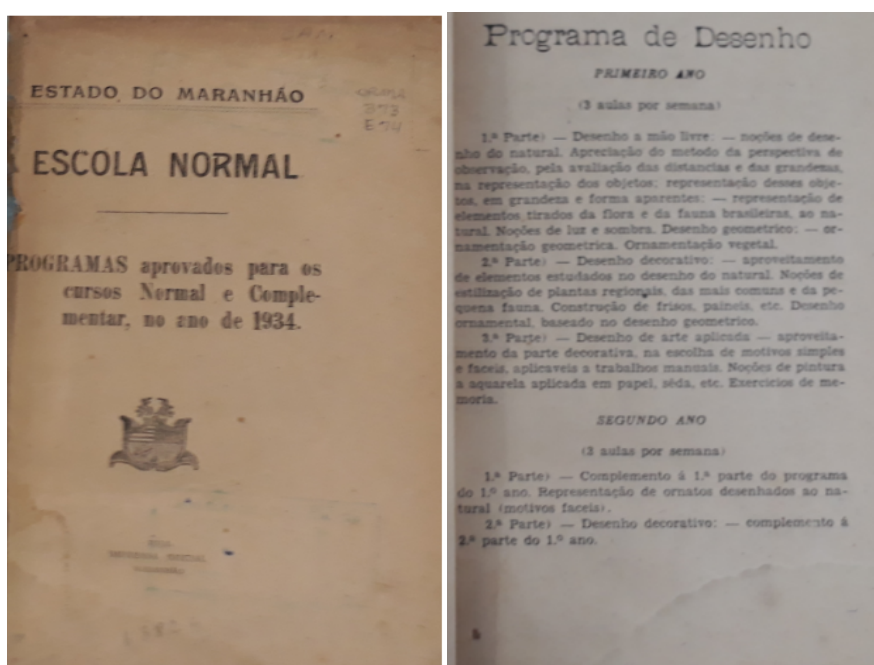 ESTADO DO MARANHÃO
ESCOLA NORMAL
PROGRAMAS aprovados para os
cursos Normal e Comple-
mentar, no ano de 1934.
IMPRENSA OFICIAL
Programa de Desenho
PRIMEIRO ANO
(3 aulas por semana)
1.ª Parte) — Desenho a mão livre: — noções de dese-
nho do natural. Apreciação do metodo da perspectiva de
observação, pela avaliação das distancias e das grandezas,
na representação dos objetos; representação desses obje-
tos, em grandeza e forma aparentes; — representação de
elementos tirados da flora e da fauna brasileiras, ao na-
tural. Noções de luz e sombra. Desenho geometrico: — or-
namentação geometrica. Ornamentação vegetal.
2.ª Parte) — Desenho decorativo: — aproveitamento
de elementos estudados no desenho do natural. Noções de
estilização de plantas regionais, das mais comuns e da pe-
quena fauna. Construção de frisos, paineis, etc. Desenho
ornamental, baseado no desenho geometrico.
3.ª Parte) — Desenho de arte aplicada — aproveita-
mento da parte decorativa, na escolha de motivos simples
e faceis, aplicaveis a trabalhos manuais. Noções de pintura
a aquarela aplicada em papel, sêda, etc. Exercicios de me-
moria.
SEGUNDO ANO
(3 aulas por semana)
1.ª Parte) — Complemento á 1.ª parte do programa
do 1.º ano. Representação de ornatos desenhados ao na-
tural (motivos faceis).
2.ª Parte) — Desenho decorativo: — complemento á
2.ª parte do 1.º ano.